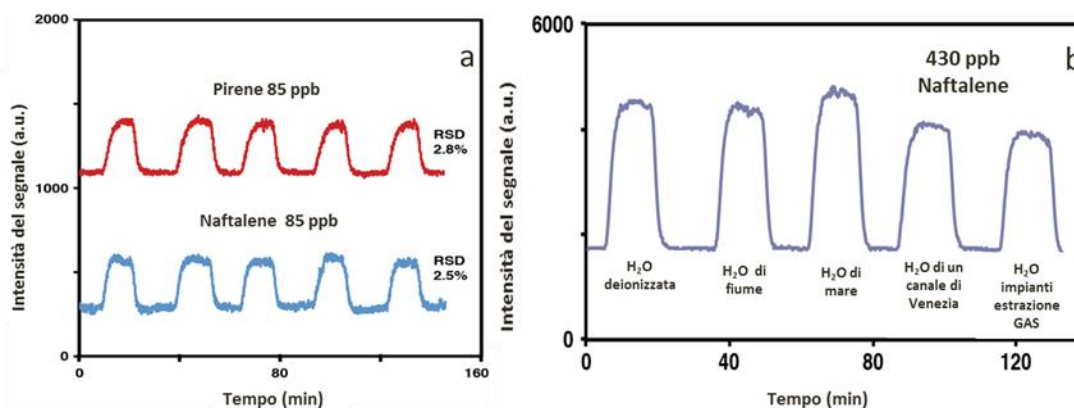 a
2000
1000
0
Intensità del segnale (a.u.)
Pirene 85 ppb
RSD
2.8%
Naftalene 85 ppb
RSD
2.5%
0
80
160
Tempo (min)
b
6000
0
Intensità del segnale (a.u.)
430 ppb
Naftalene
H₂O
deionizzata
H₂O di
fiume
H₂O di
mare
H₂O di un
canale di
Venezia
H₂O
impianti
estrazione
GAS
0
40
80
120
Tempo (min)